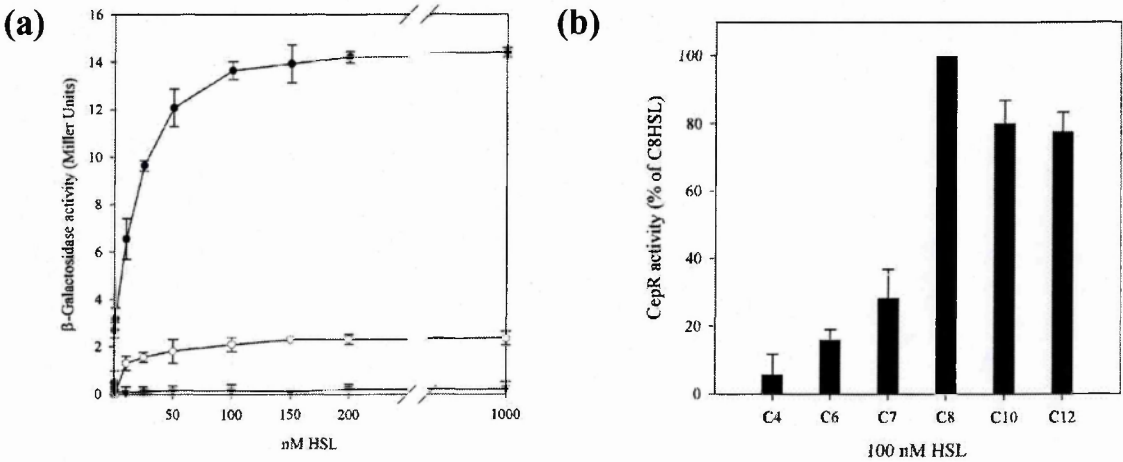 (a)
β-Galactosidase activity (Miller Units)
16
14
12
10
8
6
4
2
0
50
100
150
200
1000
nM HSL
(b)
CepR activity (% of C8HSL)
100
80
60
40
20
0
C4
C6
C7
C8
C10
C12
100 nM HSL